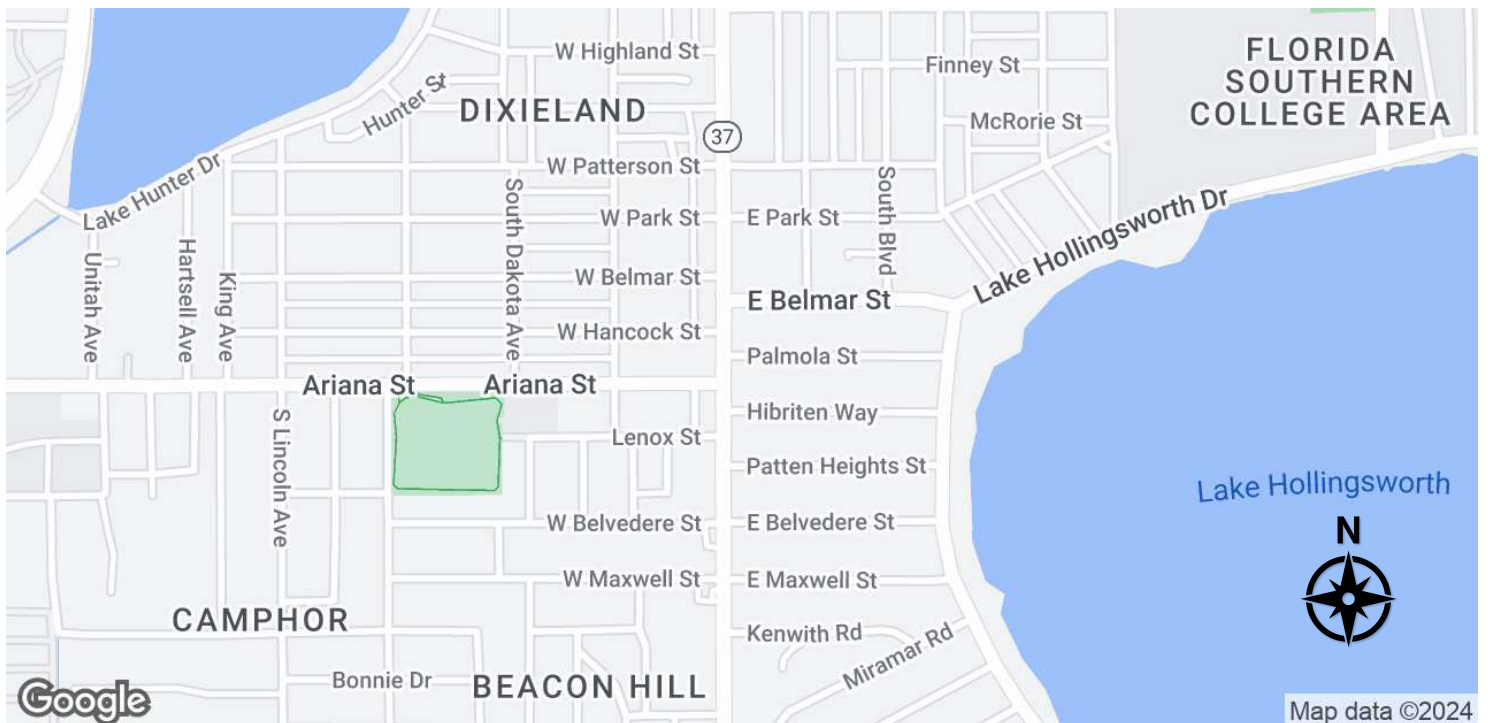 W Highland St
Finney St
FLORIDA
SOUTHERN
COLLEGE AREA
Hunter St
DIXIELAND
McRorie St
37
W Patterson St
Lake Hunter Dr
South Dakota Ave
South Blvd
W Park St
E Park St
Lake Hollingsworth Dr
Unitah Ave
Hartsell Ave
King Ave
W Belmar St
E Belmar St
W Hancock St
Palmola St
Ariana St
Ariana St
S Lincoln Ave
Hibriten Way
Lenox St
Patten Heights St
Lake Hollingsworth
W Belvedere St
E Belvedere St
N
W Maxwell St
E Maxwell St
CAMPHOR
Kenwith Rd
Miramar Rd
Bonnie Dr
BEACON HILL
Google
Map data ©2024